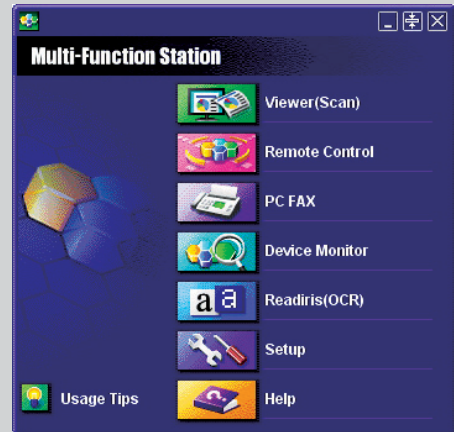 Multi-Function Station
Viewer(Scan)
Remote Control
PC FAX
Device Monitor
a a
Readiris(OCR)
Setup
Usage Tips
? Help